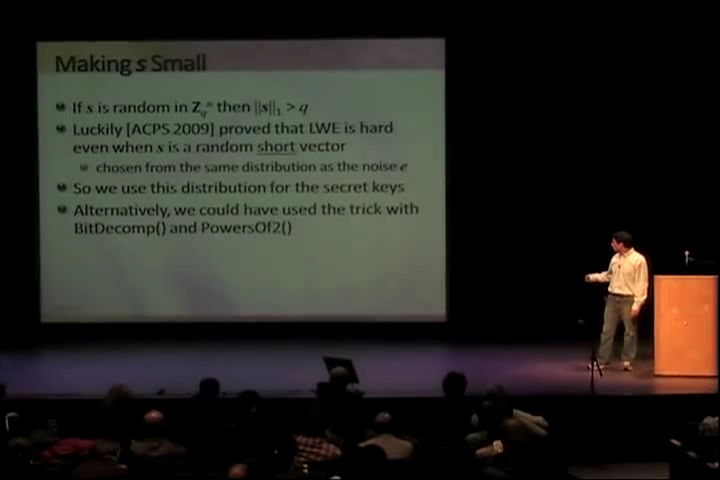 Making s Small
If s is random in Z_q^n then ||s||_1 > q
Luckily [ACPS 2009] proved that LWE is hard
even when s is a random short vector
chosen from the same distribution as the noise e
So we use this distribution for the secret keys
Alternatively, we could have used the trick with
BitDecomp() and PowersOf2()